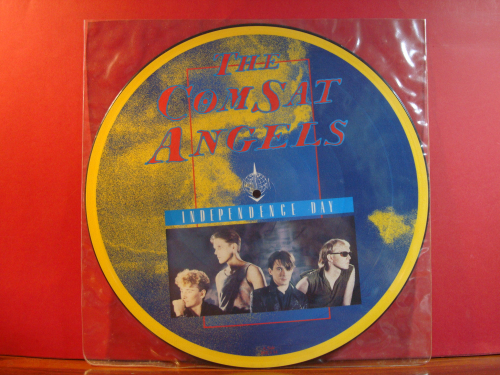 THE
COMSAT
ANGELS
INDEPENDENCE DAY